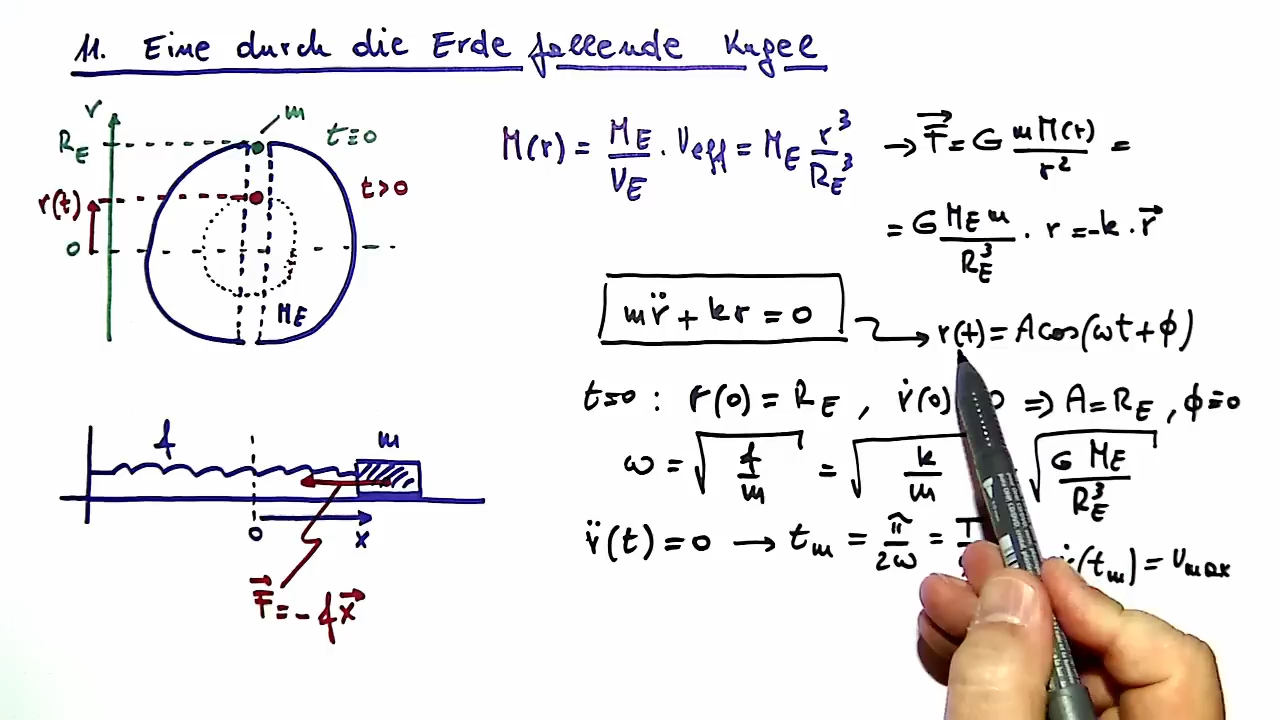 11. Eine durch die Erde fallende Kugel
r
R_E
m
t=0
r(t)
t>0
0
M_E
M(r) = M_E/V_E · V_eff = M_E r³/R_E³ → F⃗ = G m M(r)/r² =
= G M_E m/R_E³ · r = -k · r⃗
m r̈ + k r = 0 → r(t) = A cos(ωt + ϕ)
t=0 : r(0) = R_E , ṙ(0) 0 ⇒ A = R_E , ϕ = 0
ω = √(f/m) = √(k/m) √(G M_E/R_E³)
r̈(t) = 0 → t_m = π/2ω = T (t_m) = v_max
f
m
0
x
F⃗ = - f x⃗